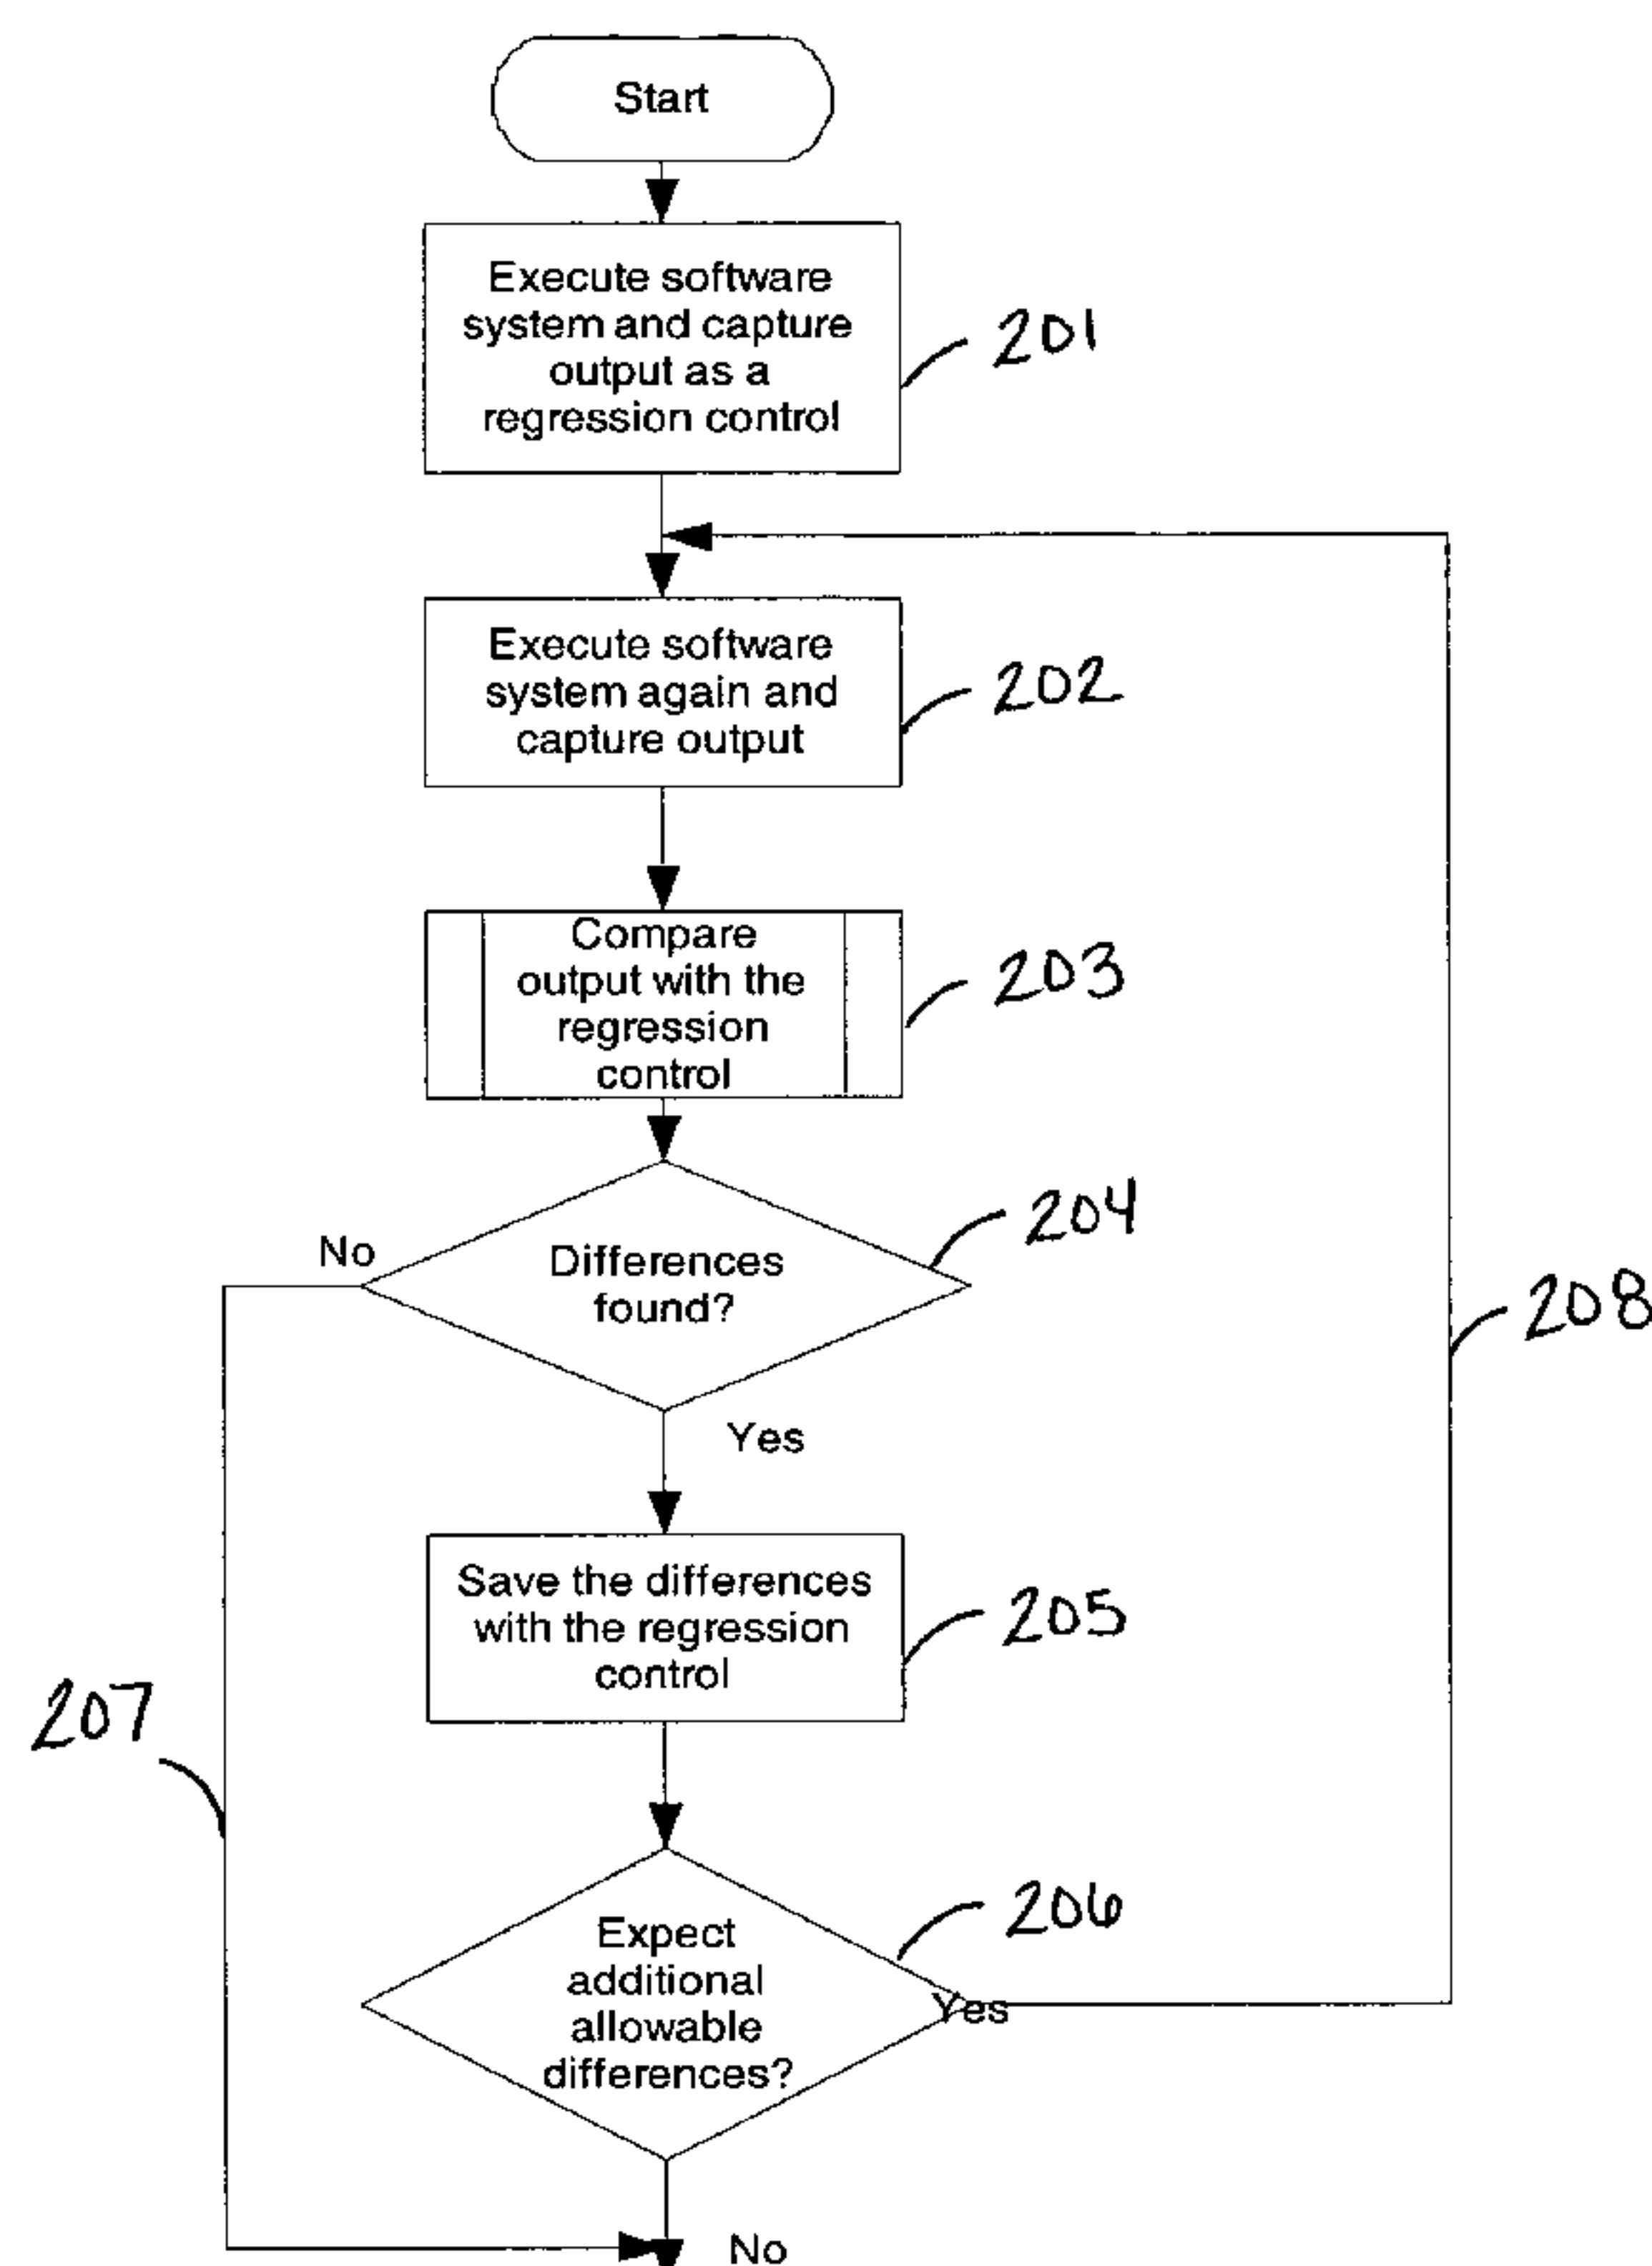 Start
Execute software
system and capture
output as a
regression control
201
Execute software
system again and
capture output
202
Compare
output with the
regression
control
203
204
No
Differences
found?
208
Yes
Save the differences
with the regression
control
205
207
206
Expect
additional
allowable
differences?
Yes
No